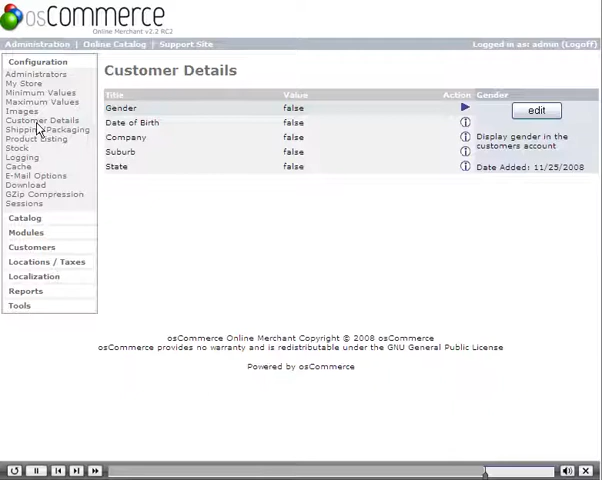 osCommerce
Online Merchant v2.2 RC2
Administration | Online Catalog | Support Site
Logged in as: admin (Logoff)
Configuration
Administrators
My Store
Minimum Values
Maximum Values
Images
Customer Details
Shipping/Packaging
Product Listing
Stock
Logging
Cache
E-Mail Options
Download
GZip Compression
Sessions
Catalog
Modules
Customers
Locations / Taxes
Localization
Reports
Tools
Customer Details
Title Value Action
Gender false
Date of Birth false
Company false
Suburb false
State false
Gender
edit
Display gender in the
customers account
Date Added: 11/25/2008
osCommerce Online Merchant Copyright © 2008 osCommerce
osCommerce provides no warranty and is redistributable under the GNU General Public License
Powered by osCommerce